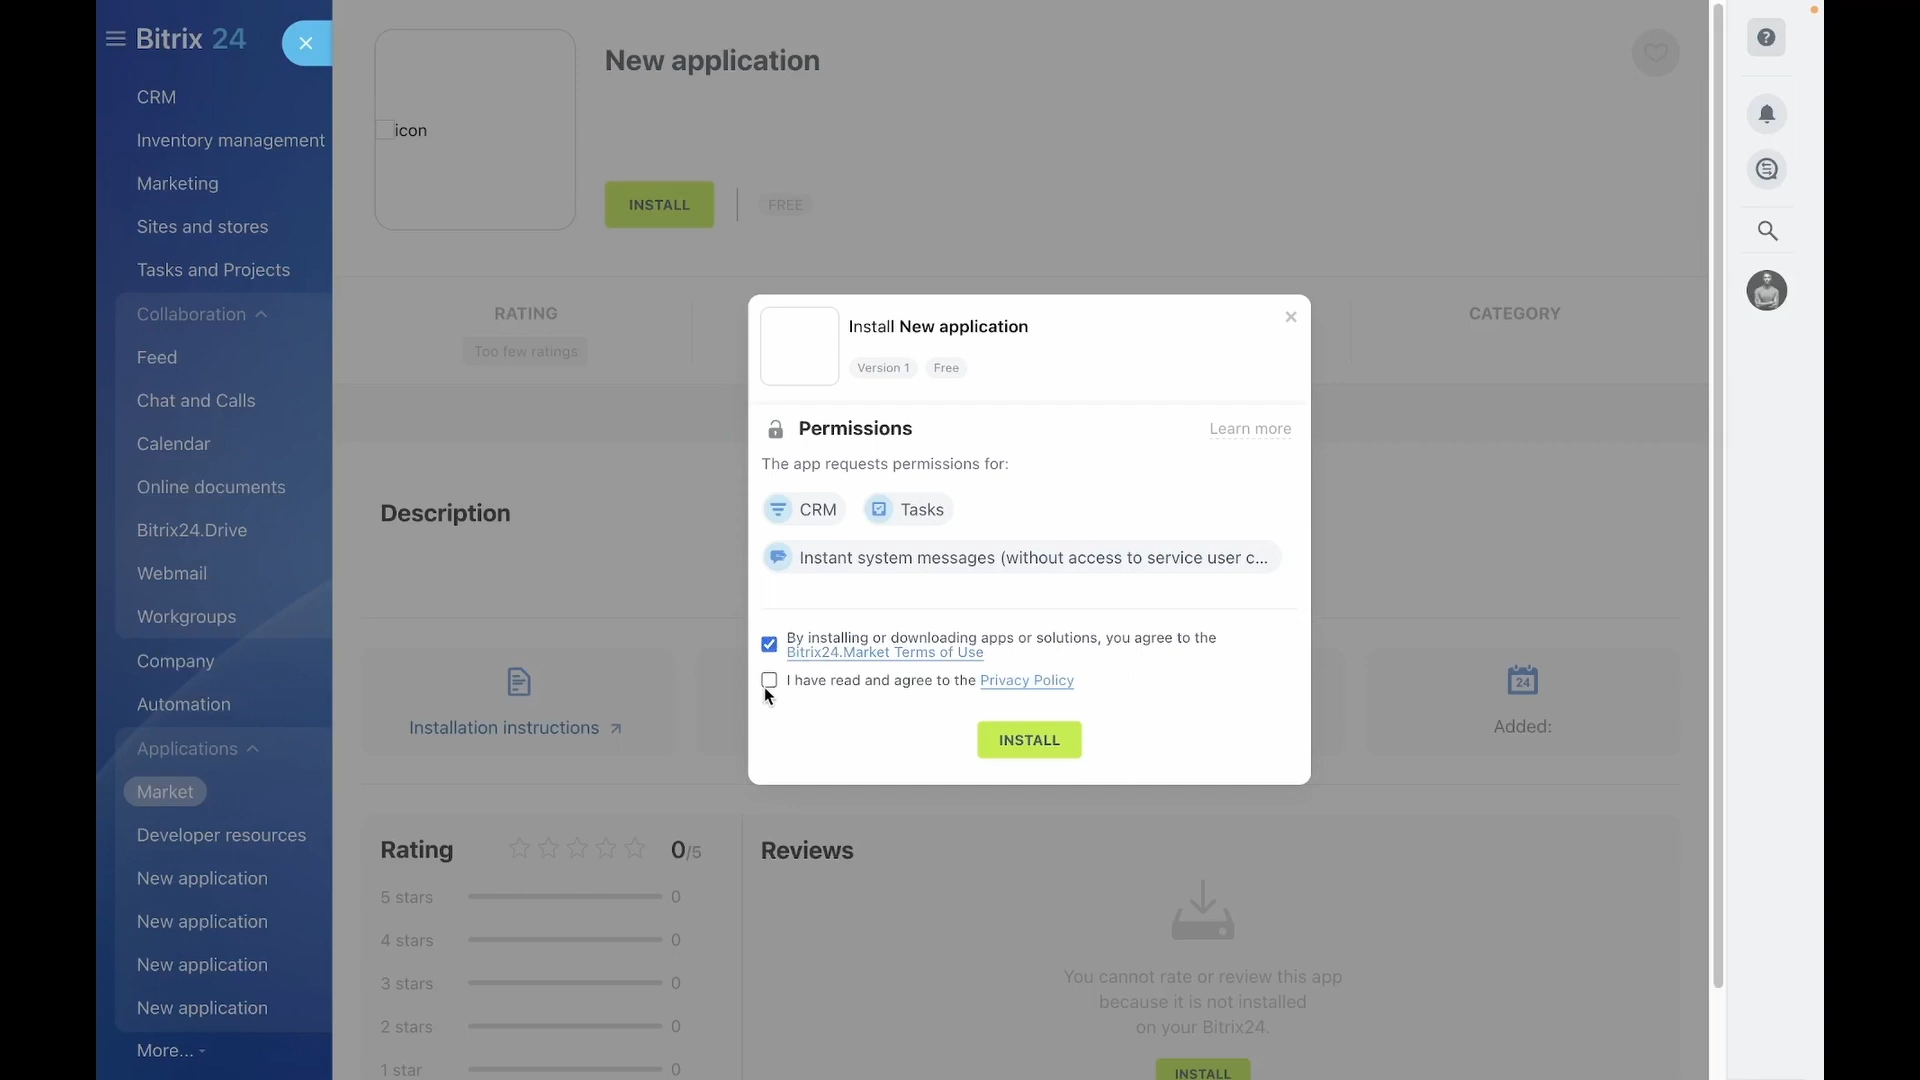 Bitrix 24
CRM
Inventory management
Marketing
Sites and stores
Tasks and Projects
Collaboration
Feed
Chat and Calls
Calendar
Online documents
Bitrix24.Drive
Webmail
Workgroups
Company
Automation
Applications
Market
Developer resources
New application
New application
New application
New application
More...
icon
New application
INSTALL
FREE
RATING
Too few ratings
CATEGORY
Description
Installation instructions
24
Added:
Rating
0/5
5 stars 0
4 stars 0
3 stars 0
2 stars 0
1 star 0
Reviews
You cannot rate or review this app
because it is not installed
on your Bitrix24.
INSTALL
Install New application
Version 1
Free
Permissions
Learn more
The app requests permissions for:
CRM
Tasks
Instant system messages (without access to service user c...
By installing or downloading apps or solutions, you agree to the
Bitrix24.Market Terms of Use
I have read and agree to the Privacy Policy
INSTALL
?